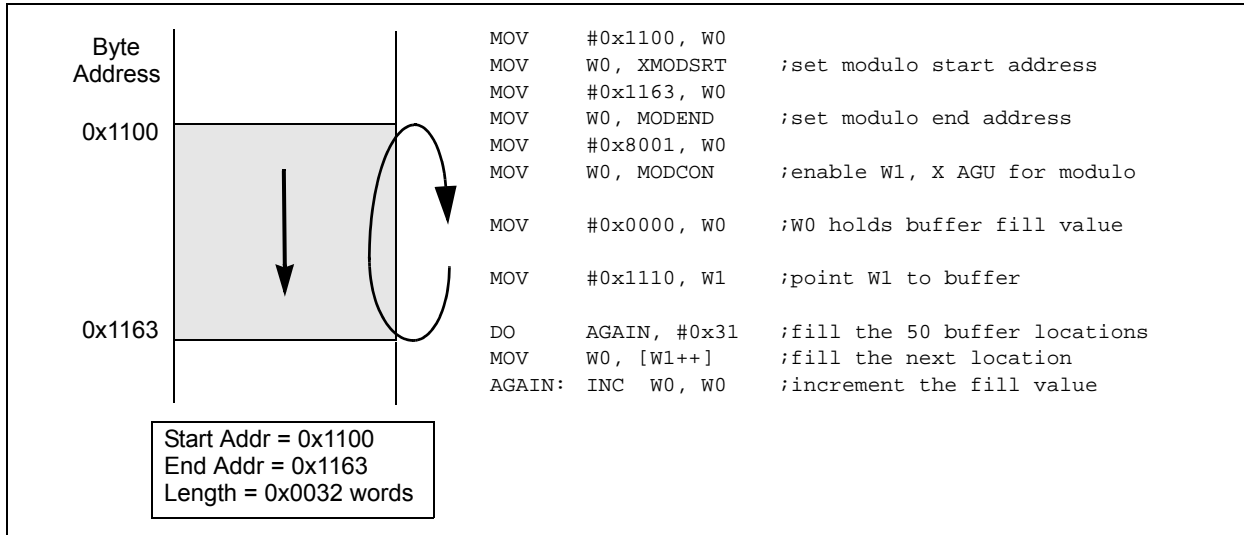 Byte
Address
0x1100
0x1163
Start Addr = 0x1100
End Addr = 0x1163
Length = 0x0032 words
MOV #0x1100, W0
MOV W0, XMODSRT ;set modulo start address
MOV #0x1163, W0
MOV W0, MODEND ;set modulo end address
MOV #0x8001, W0
MOV W0, MODCON ;enable W1, X AGU for modulo
MOV #0x0000, W0 ;W0 holds buffer fill value
MOV #0x1110, W1 ;point W1 to buffer
DO AGAIN, #0x31 ;fill the 50 buffer locations
MOV W0, [W1++] ;fill the next location
AGAIN: INC W0, W0 ;increment the fill value